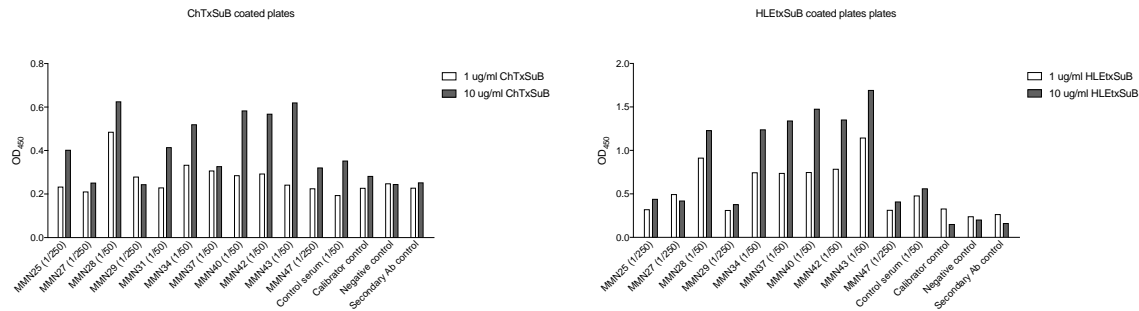 ChTxSuB coated plates
0.8
0.6
0.4
0.2
0.0
OD450
1 ug/ml ChTxSuB
10 ug/ml ChTxSuB
MMN25 (1/250)
MMN27 (1/250)
MMN28 (1/50)
MMN29 (1/250)
MMN31 (1/50)
MMN34 (1/50)
MMN37 (1/50)
MMN40 (1/50)
MMN42 (1/50)
MMN43 (1/50)
MMN47 (1/250)
Control serum (1/50)
Calibrator control
Negative control
Secondary Ab control
HLEtxSuB coated plates plates
2.0
1.5
1.0
0.5
0.0
OD450
1 ug/ml HLEtxSuB
10 ug/ml HLEtxSuB
MMN25 (1/250)
MMN27 (1/250)
MMN28 (1/50)
MMN29 (1/250)
MMN34 (1/50)
MMN37 (1/50)
MMN40 (1/50)
MMN42 (1/50)
MMN43 (1/50)
MMN47 (1/250)
Control serum (1/50)
Calibrator control
Negative control
Secondary Ab control